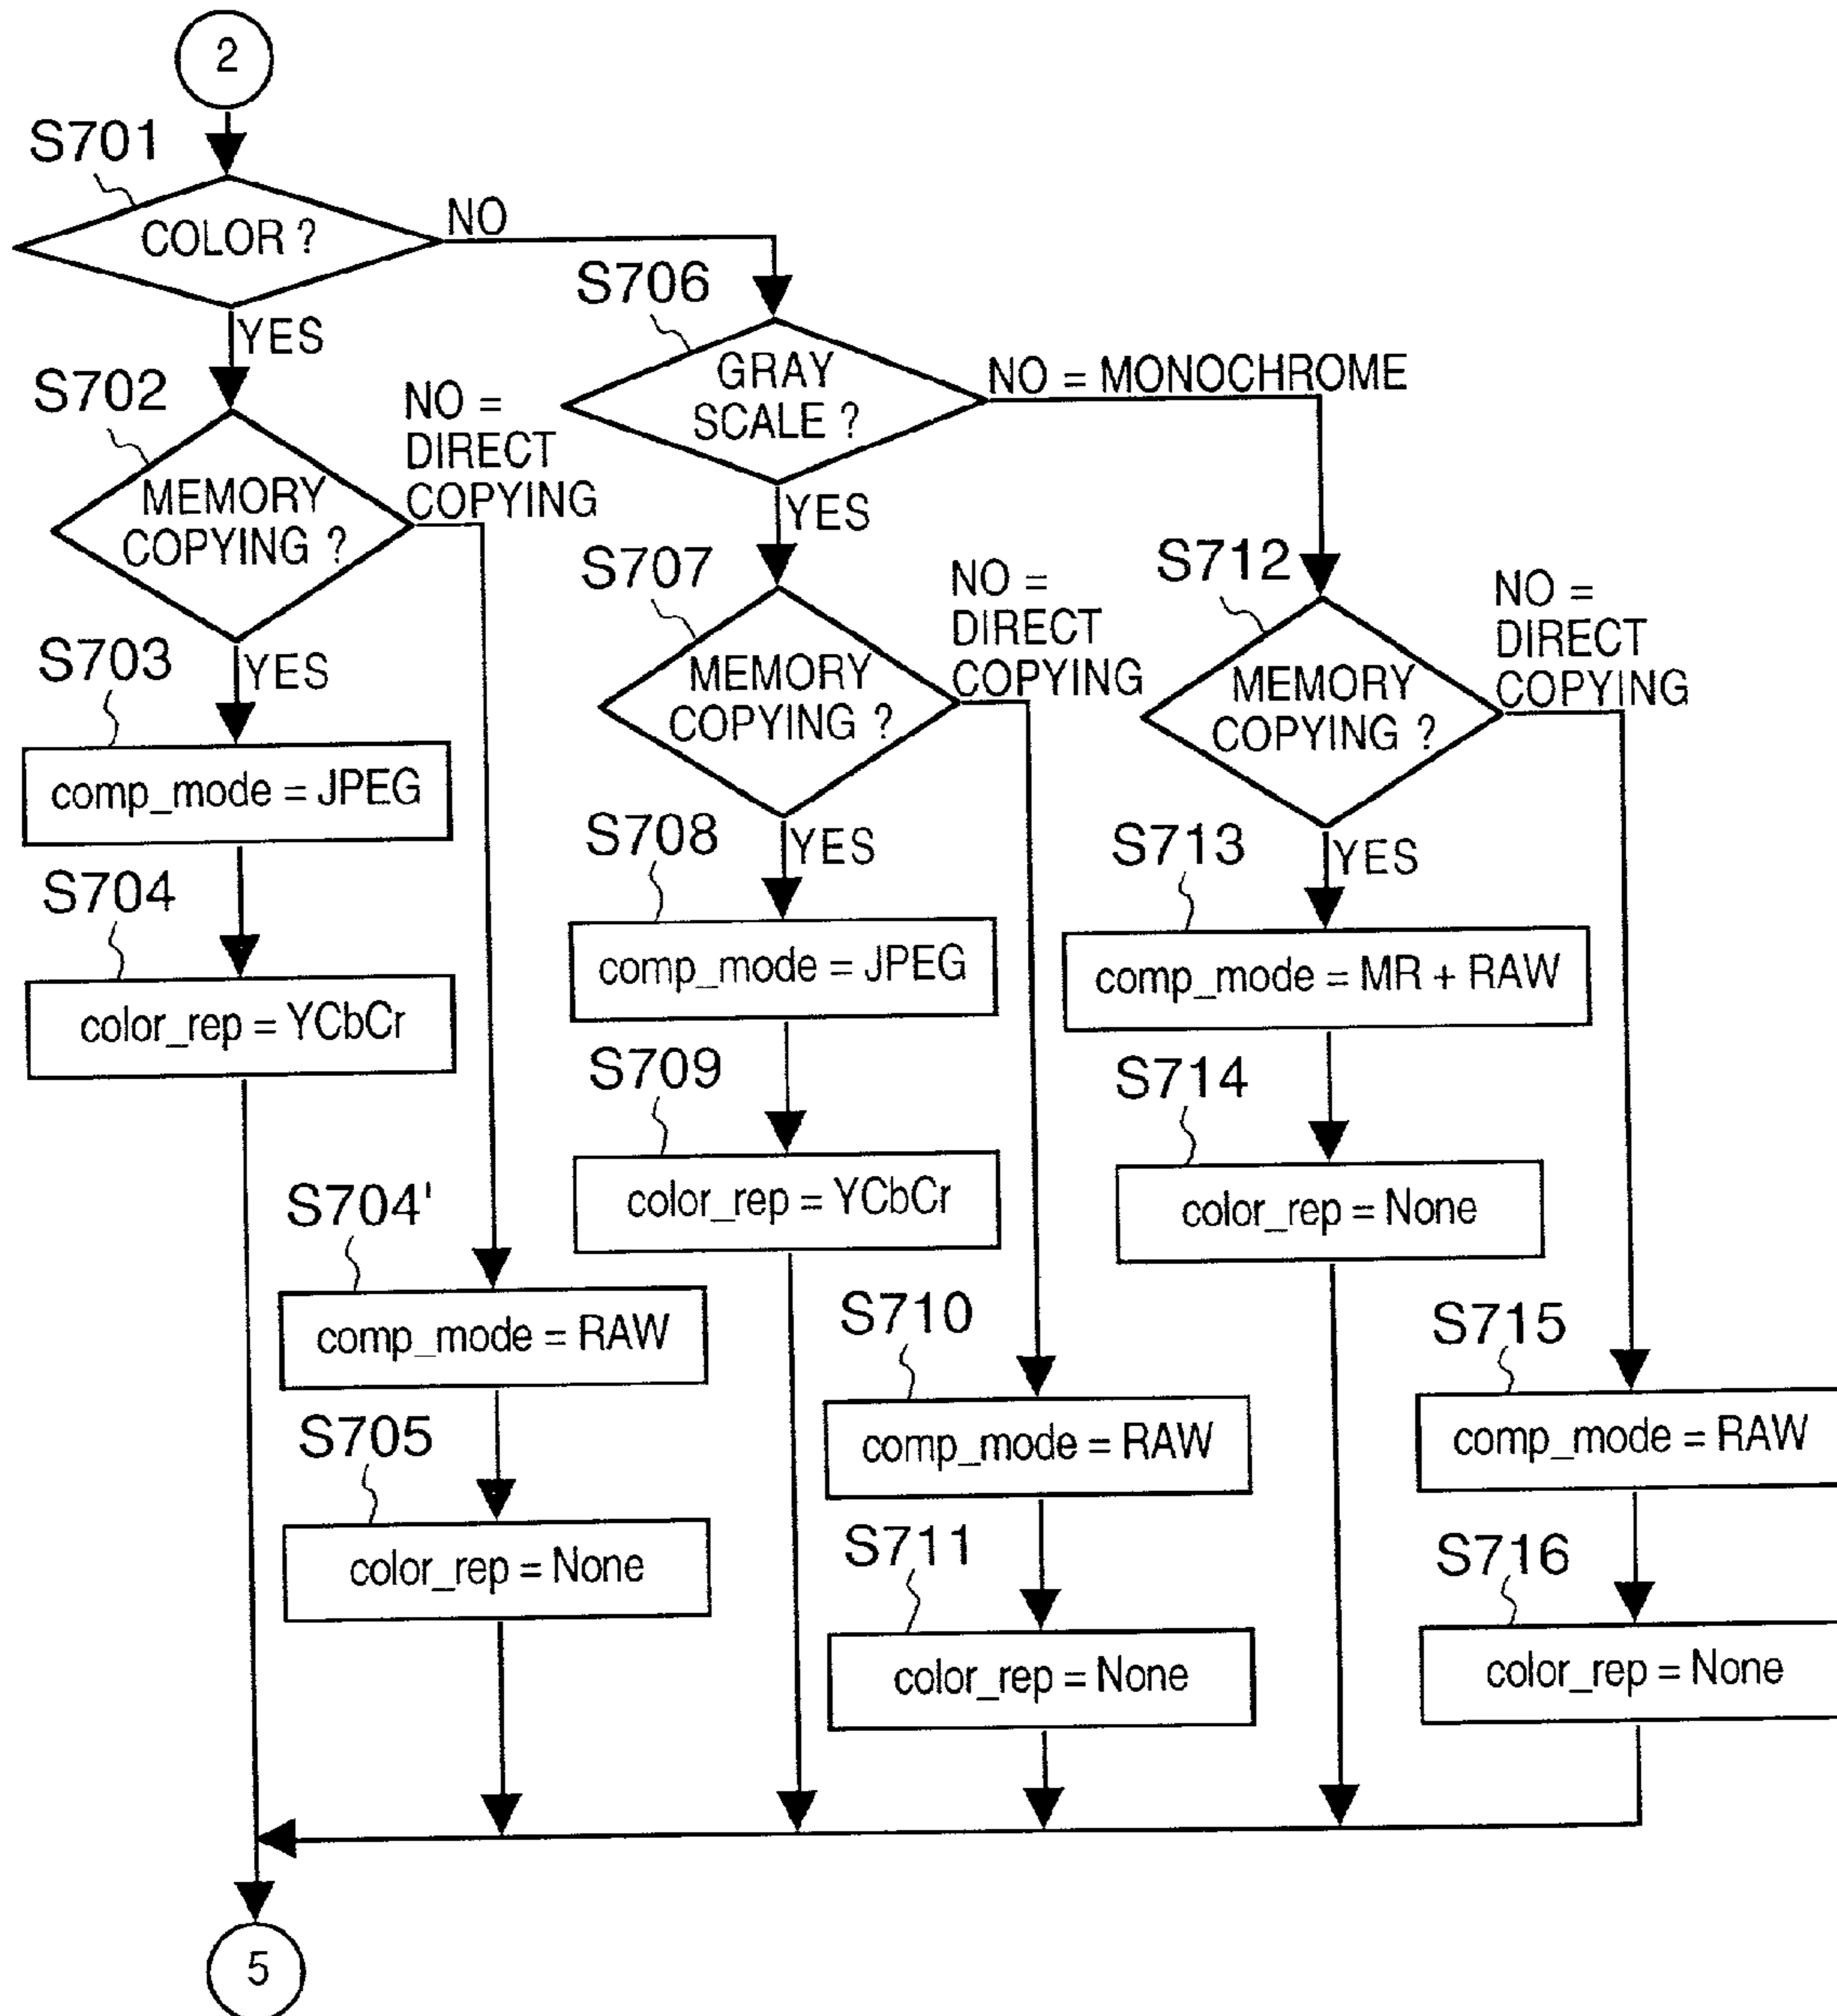 2
S701
COLOR ?
NO
YES
S702
MEMORY
COPYING ?
NO =
DIRECT
COPYING
YES
S703
comp_mode = JPEG
S704
color_rep = YCbCr
S704'
comp_mode = RAW
S705
color_rep = None
S706
GRAY
SCALE ?
NO = MONOCHROME
YES
S707
MEMORY
COPYING ?
NO =
DIRECT
COPYING
YES
S708
comp_mode = JPEG
S709
color_rep = YCbCr
S710
comp_mode = RAW
S711
color_rep = None
S712
MEMORY
COPYING ?
NO =
DIRECT
COPYING
YES
S713
comp_mode = MR + RAW
S714
color_rep = None
S715
comp_mode = RAW
S716
color_rep = None
5